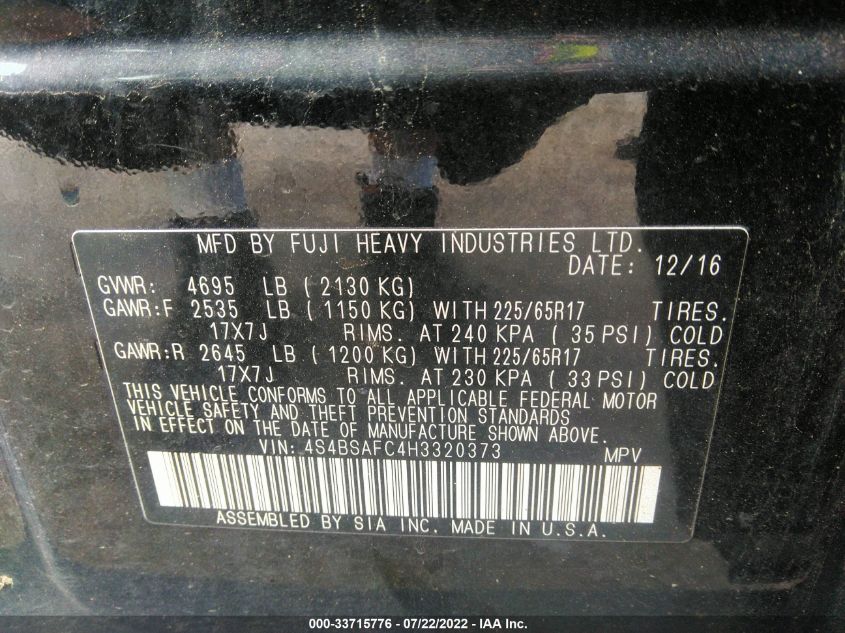 MFD BY FUJI HEAVY INDUSTRIES LTD.
DATE: 12/16
GVWR: 4695 LB ( 2130 KG)
GAWR:F 2535 LB ( 1150 KG) WITH 225/65R17 TIRES.
17X7J RIMS. AT 240 KPA ( 35 PSI) COLD
GAWR:R 2645 LB ( 1200 KG) WITH 225/65R17 TIRES.
17X7J RIMS. AT 230 KPA ( 33 PSI) COLD
THIS VEHICLE CONFORMS TO ALL APPLICABLE FEDERAL MOTOR
VEHICLE SAFETY AND THEFT PREVENTION STANDARDS
IN EFFECT ON THE DATE OF MANUFACTURE SHOWN ABOVE.
VIN: 4S4BSAFC4H3320373 MPV
ASSEMBLED BY SIA INC. MADE IN U.S.A.
000-33715776 - 07/22/2022 - IAA Inc.